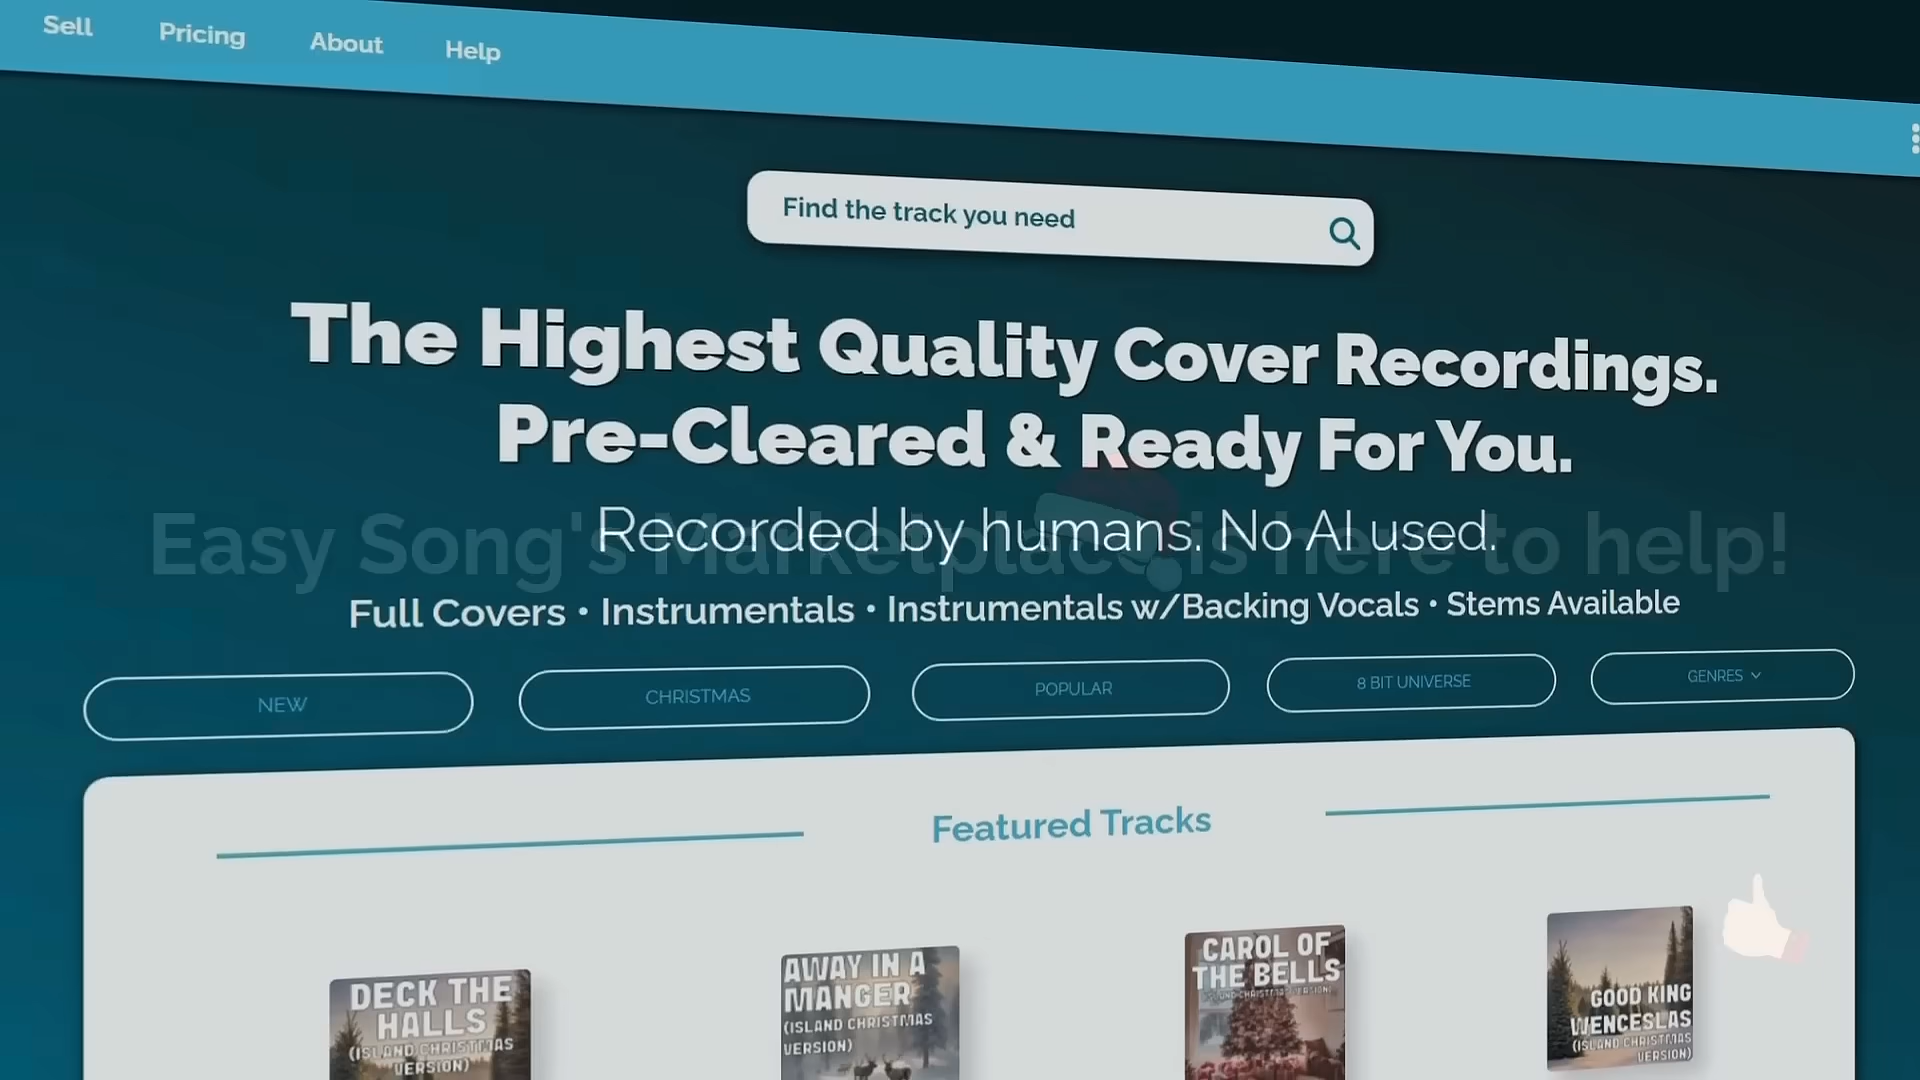 Sell Pricing About Help
Find the track you need
The Highest Quality Cover Recordings.
Pre-Cleared & Ready For You.
Recorded by humans. No AI used.
Easy Song's Marketplace is here to help!
Full Covers • Instrumentals • Instrumentals w/Backing Vocals • Stems Available
NEW CHRISTMAS POPULAR 8 BIT UNIVERSE GENRES
Featured Tracks
DECK THE
HALLS
(ISLAND CHRISTMAS
VERSION)
AWAY IN A
MANGER
(ISLAND CHRISTMAS
VERSION)
CAROL OF
THE BELLS
(ISLAND CHRISTMAS VERSION)
GOOD KING
WENCESLAS
(ISLAND CHRISTMAS
VERSION)